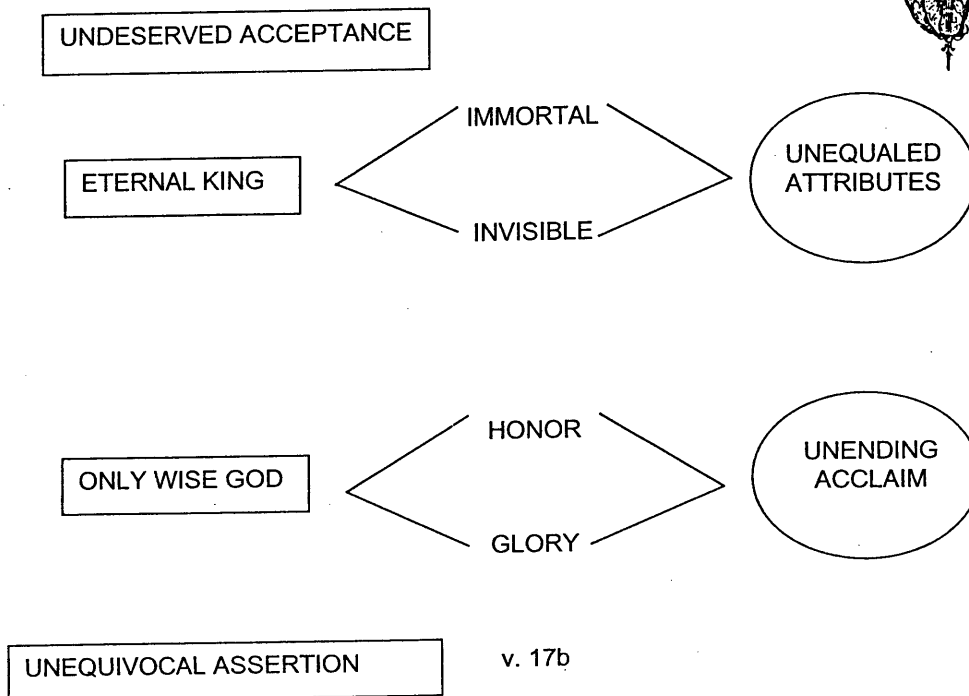 UNDESERVED ACCEPTANCE
IMMORTAL
ETERNAL KING
UNEQUALED
ATTRIBUTES
INVISIBLE
HONOR
ONLY WISE GOD
UNENDING
ACCLAIM
GLORY
UNEQUIVOCAL ASSERTION
v. 17b